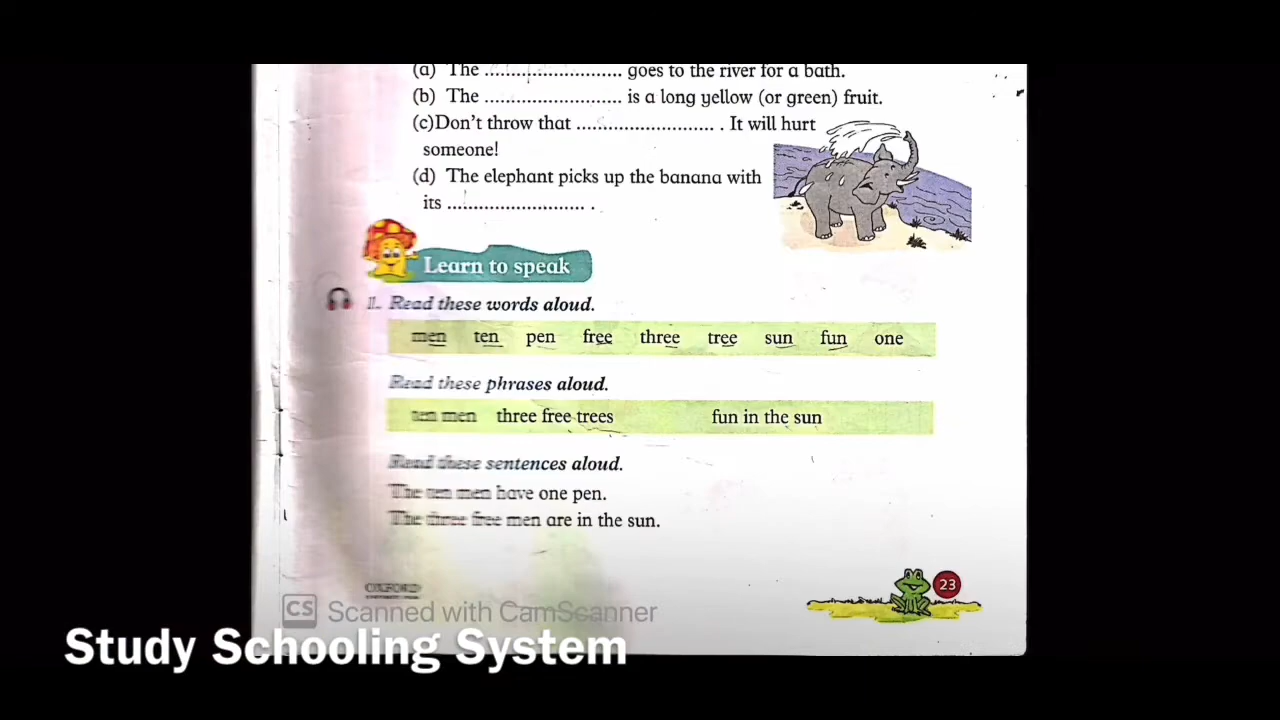 (a) The ............................ goes to the river for a bath.
(b) The ............................ is a long yellow (or green) fruit.
(c)Don't throw that ............................ . It will hurt
someone!
(d) The elephant picks up the banana with
its ............................ .
Learn to speak
1. Read these words aloud.
men ten pen free three tree sun fun one
Read these phrases aloud.
ten men three free trees fun in the sun
Read these sentences aloud.
The ten men have one pen.
The three free men are in the sun.
OXFORD
23
CS Scanned with CamScanner
Study Schooling System